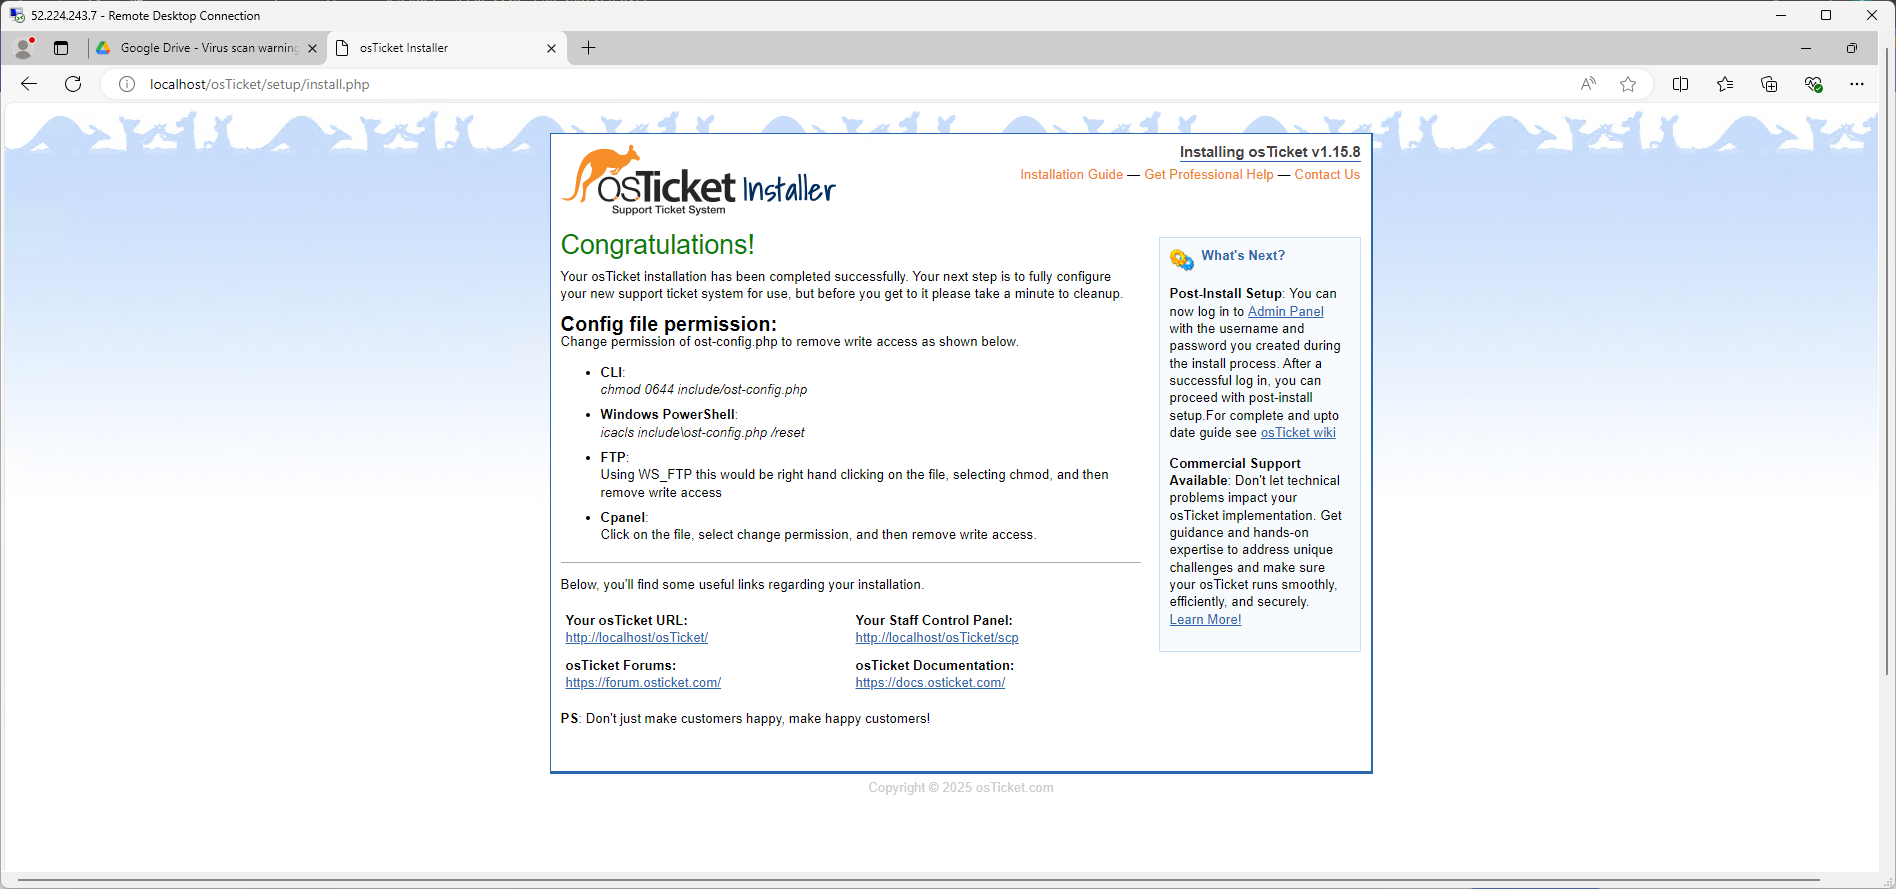 52.224.243.7 - Remote Desktop Connection
Google Drive - Virus scan warning
osTicket Installer
localhost/osTicket/setup/install.php
osTicket Installer
Support Ticket System
Installing osTicket v1.15.8
Installation Guide — Get Professional Help — Contact Us
Congratulations!
Your osTicket installation has been completed successfully. Your next step is to fully configure
your new support ticket system for use, but before you get to it please take a minute to cleanup.
Config file permission:
Change permission of ost-config.php to remove write access as shown below.
• CLI:
chmod 0644 include/ost-config.php
• Windows PowerShell:
icacls include\ost-config.php /reset
• FTP:
Using WS_FTP this would be right hand clicking on the file, selecting chmod, and then
remove write access
• Cpanel:
Click on the file, select change permission, and then remove write access.
Below, you'll find some useful links regarding your installation.
Your osTicket URL:
http://localhost/osTicket/
Your Staff Control Panel:
http://localhost/osTicket/scp
osTicket Forums:
https://forum.osticket.com/
osTicket Documentation:
https://docs.osticket.com/
PS: Don't just make customers happy, make happy customers!
What's Next?
Post-Install Setup: You can
now log in to Admin Panel
with the username and
password you created during
the install process. After a
successful log in, you can
proceed with post-install
setup.For complete and upto
date guide see osTicket wiki
Commercial Support
Available: Don't let technical
problems impact your
osTicket implementation. Get
guidance and hands-on
expertise to address unique
challenges and make sure
your osTicket runs smoothly,
efficiently, and securely.
Learn More!
Copyright © 2025 osTicket.com